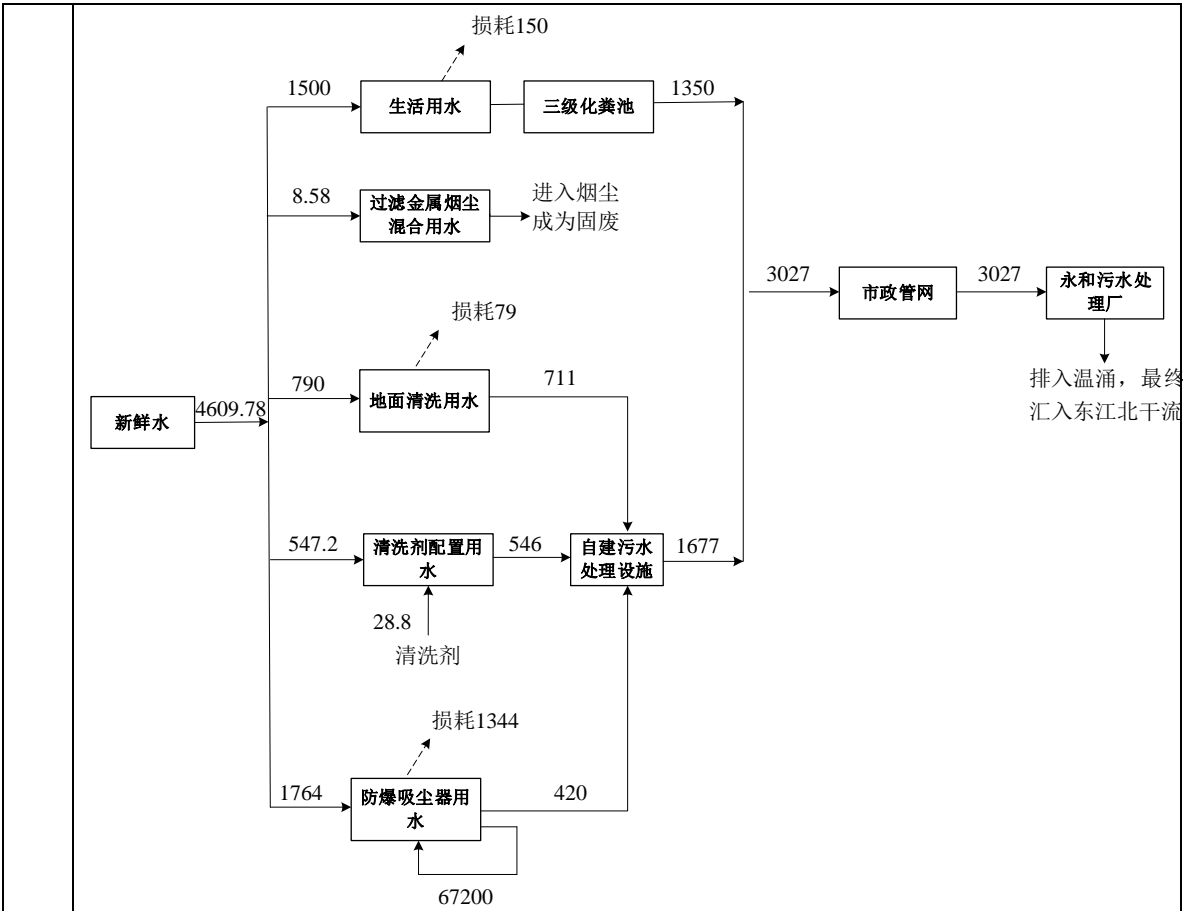 损耗150
1500
生活用水
三级化粪池
1350
8.58
过滤金属烟尘
混合用水
进入烟尘
成为固废
3027
市政管网
3027
永和污水处
理厂
排入温涌，最终
汇入东江北干流
损耗79
790
地面清洗用水
711
新鲜水
4609.78
547.2
清洗剂配置用
水
546
自建污水
处理设施
1677
28.8
清洗剂
损耗1344
1764
防爆吸尘器用
水
420
67200